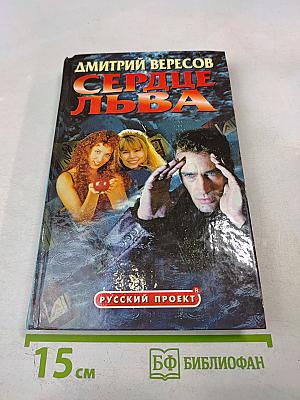 ДМИТРИЙ ВЕРЕСОВ
СЕРДЦЕ
ЛЬВА
РУССКИЙ ПРОЕКТ
R
15 см
БФ БИБЛИОФАН